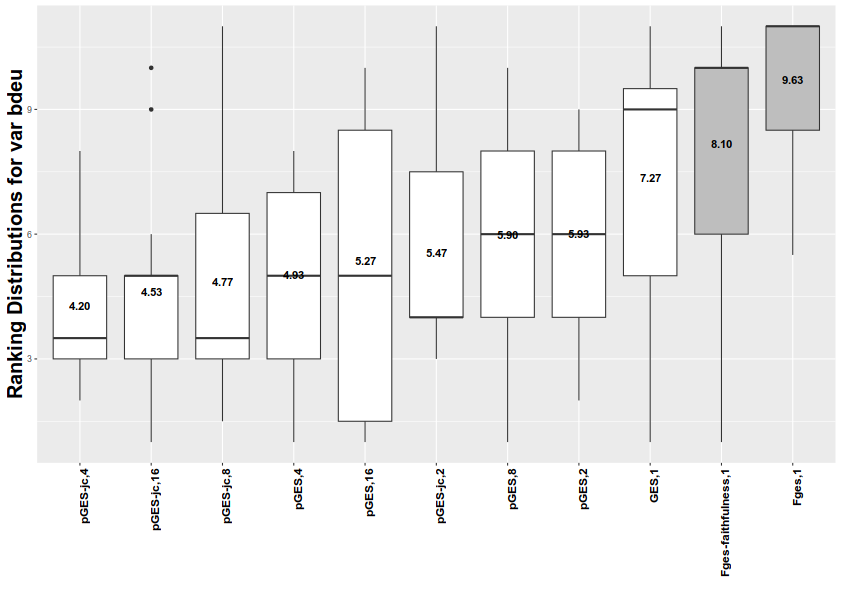 Ranking Distributions for var bdeu
9
6
3
4.20
4.53
4.77
4.93
5.27
5.47
5.90
5.93
7.27
8.10
9.63
pGES-jc,4
pGES-jc,16
pGES-jc,8
pGES,4
pGES,16
pGES-jc,2
pGES,8
pGES,2
GES,1
Fges-faithfulness,1
Fges,1